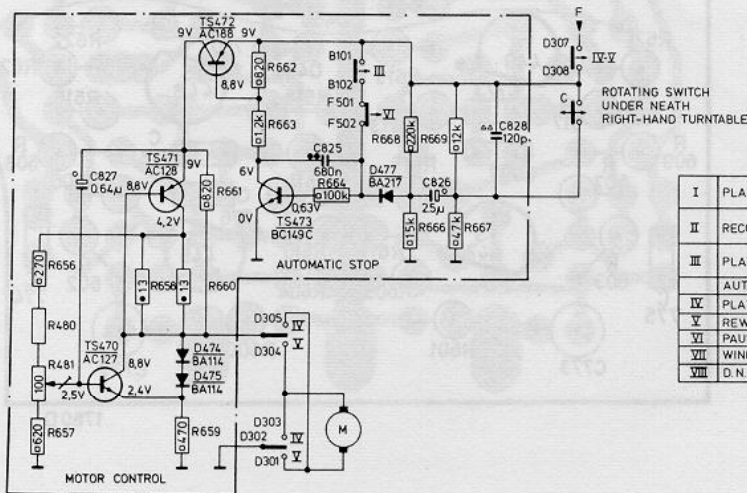 TS472
AC188
9V
9V
8,8V
820
R662
1,2k
R663
B101
B102
III
F501
F502
VI
F
D307
D308
IV-V
C
ROTATING SWITCH
UNDER NEATH
RIGHT-HAND TURNTABLE
R668
220k
R669
12k
C828
120p
TS471
AC128
9V
8,8V
4,2V
C827
0.64µ
820
R661
6V
C825
680n
R664
100k
D477
BA217
C826
25µ
0V
0,63V
TS473
BC149C
15k
R666
47k
R667
AUTOMATIC STOP
270
R656
R480
R481
100
2,5V
620
R657
13
R658
13
R660
TS470
AC127
8,8V
2,4V
D474
BA114
D475
BA114
470
R659
D305
IV
D304
V
D303
D302
IV
D301
V
M
MOTOR CONTROL
I PLA
II RECO
III PLA
AUT
IV PLA
V REW
VI PAU
VII WIN
VIII D.N.